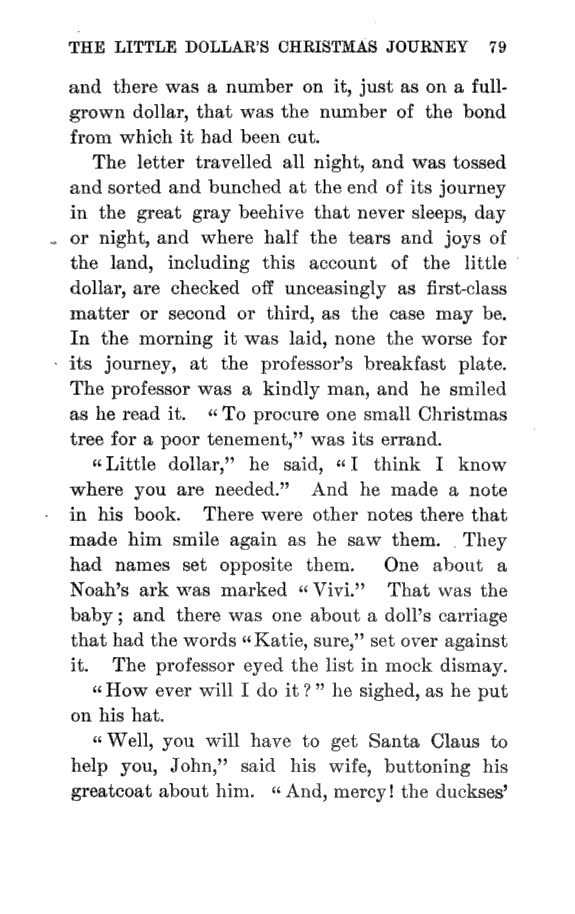 THE LITTLE DOLLAR'S CHRISTMAS JOURNEY 79
and there was a number on it, just as on a full-
grown dollar, that was the number of the bond
from which it had been cut.
The letter travelled all night, and was tossed
and sorted and bunched at the end of its journey
in the great gray beehive that never sleeps, day
or night, and where half the tears and joys of
the land, including this account of the little
dollar, are checked off unceasingly as first-class
matter or second or third, as the case may be.
In the morning it was laid, none the worse for
its journey, at the professor's breakfast plate.
The professor was a kindly man, and he smiled
as he read it. "To procure one small Christmas
tree for a poor tenement," was its errand.
"Little dollar," he said, "I think I know
where you are needed." And he made a note
in his book. There were other notes there that
made him smile again as he saw them. They
had names set opposite them. One about a
Noah's ark was marked "Vivi." That was the
baby; and there was one about a doll's carriage
that had the words "Katie, sure," set over against
it. The professor eyed the list in mock dismay.
"How ever will I do it?" he sighed, as he put
on his hat.
"Well, you will have to get Santa Claus to
help you, John," said his wife, buttoning his
greatcoat about him. "And, mercy! the duckses'